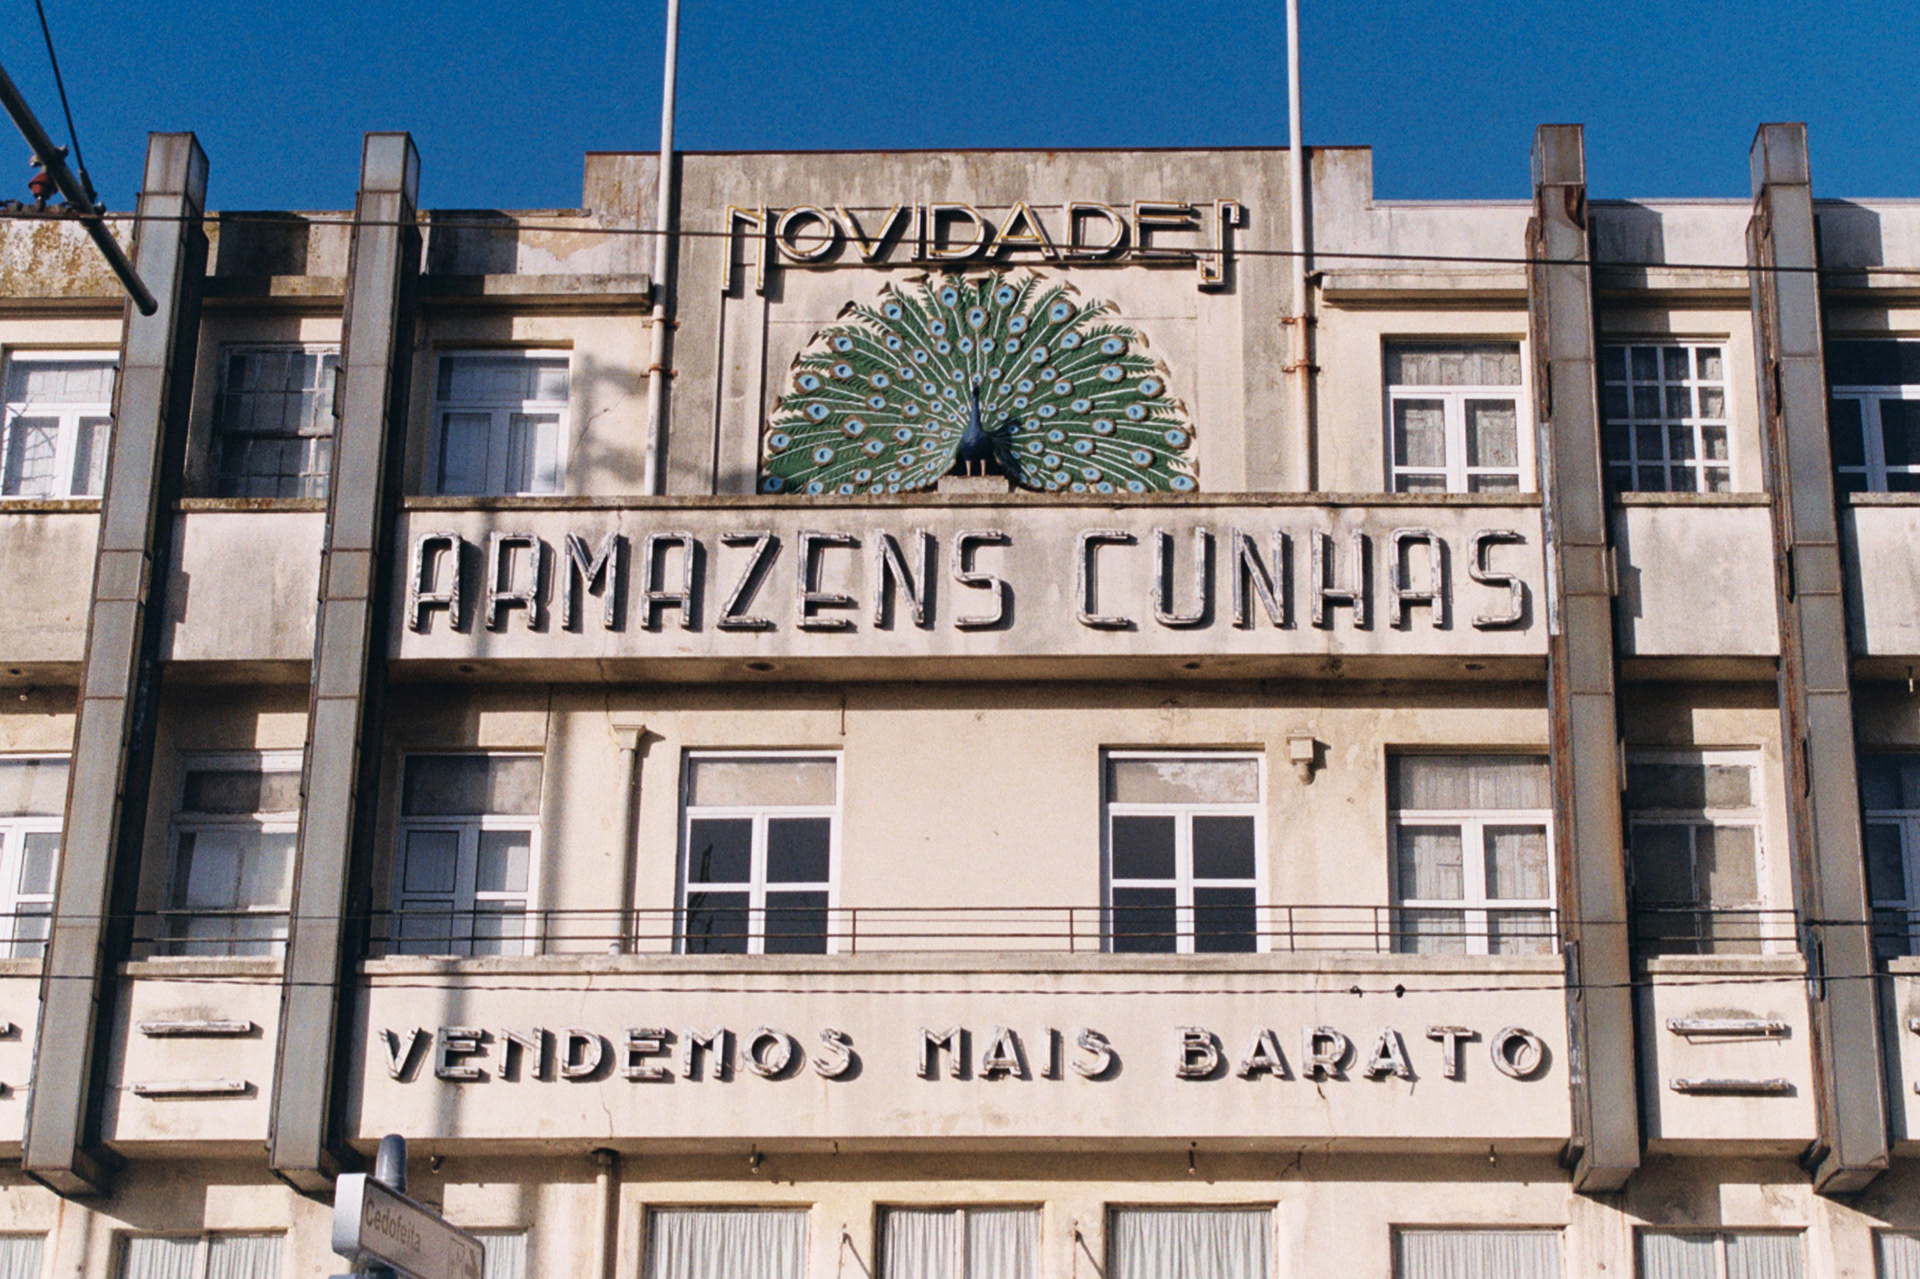 NOVIDADES
ARMAZENS CUNHAS
VENDEMOS MAIS BARATO
Cedofeita